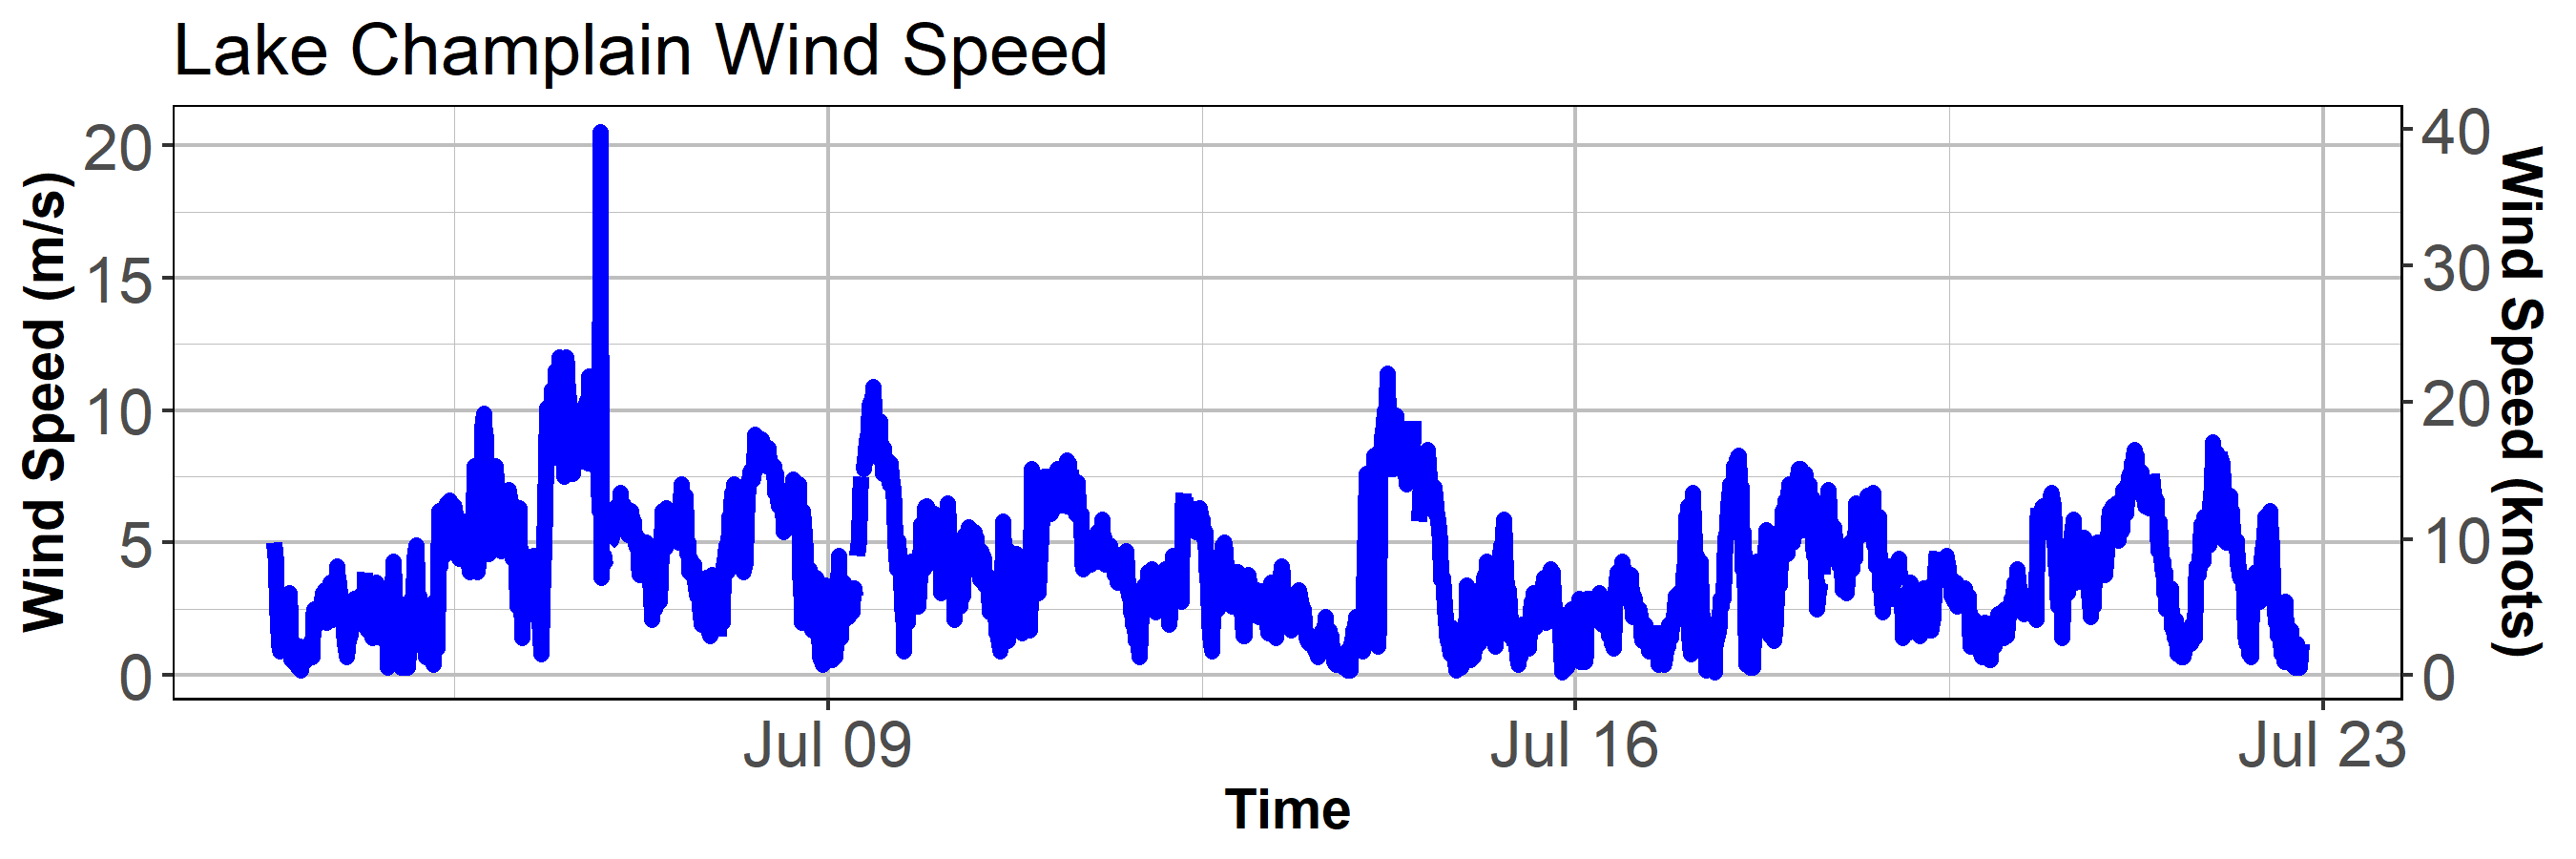 Lake Champlain Wind Speed
Wind Speed (m/s)
20
15
10
5
0
40
30
20
10
0
Wind Speed (knots)
Jul 09
Jul 16
Jul 23
Time